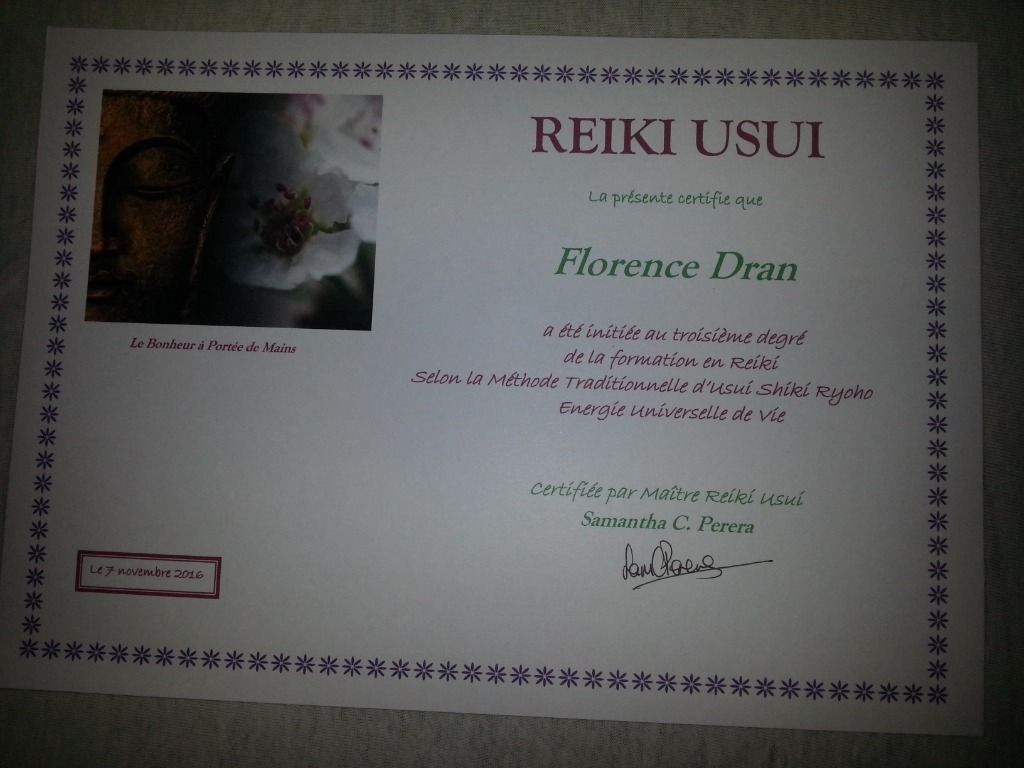 REIKI USUI
La présente certifie que
Florence Dran
a été initiée au troisième degré
de la formation en Reiki
Selon la Méthode Traditionnelle d'Usui Shiki Ryoho
Energie Universelle de Vie
Le Bonheur à Portée de Mains
Certifiée par Maître Reiki Usui
Samantha C. Perera
Le 7 novembre 2016